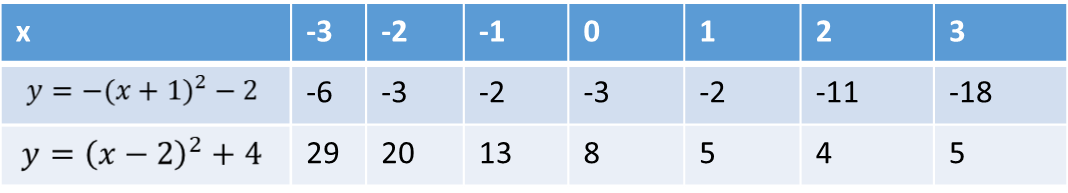 x -3 -2 -1 0 1 2 3
y = −(x + 1)² − 2 -6 -3 -2 -3 -2 -11 -18
y = (x − 2)² + 4 29 20 13 8 5 4 5